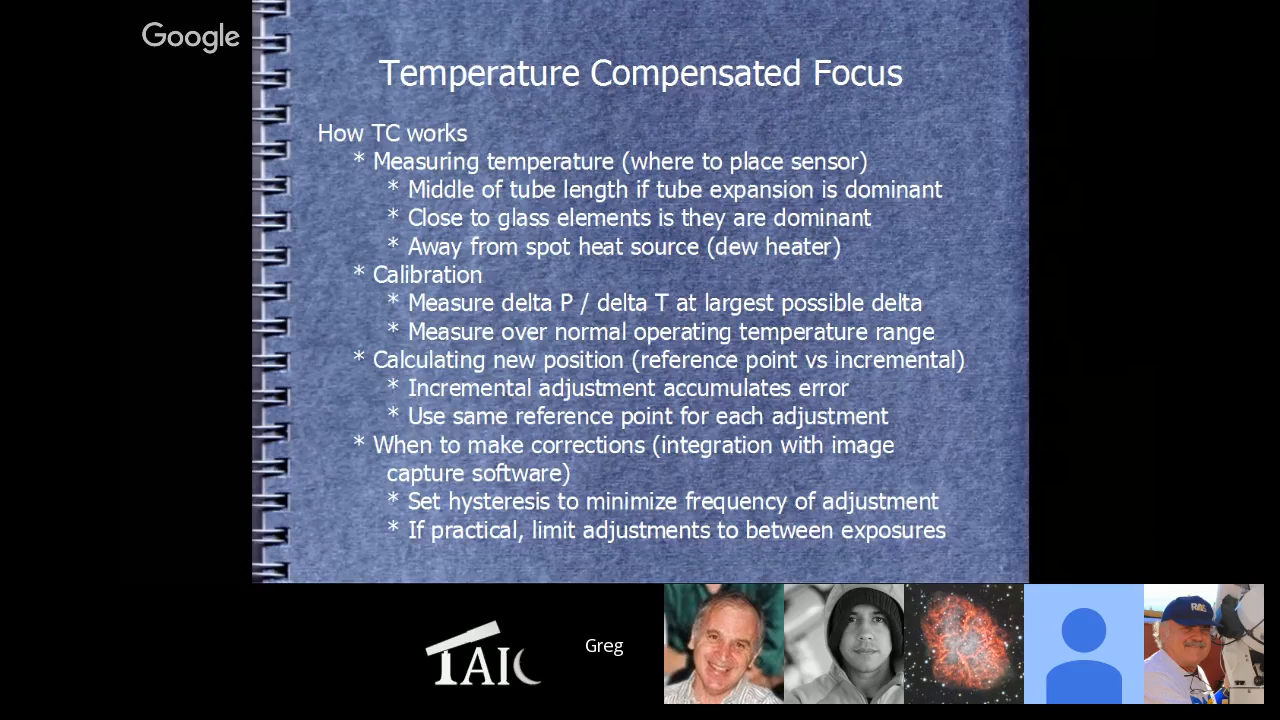 Google
Temperature Compensated Focus
How TC works
* Measuring temperature (where to place sensor)
* Middle of tube length if tube expansion is dominant
* Close to glass elements is they are dominant
* Away from spot heat source (dew heater)
* Calibration
* Measure delta P / delta T at largest possible delta
* Measure over normal operating temperature range
* Calculating new position (reference point vs incremental)
* Incremental adjustment accumulates error
* Use same reference point for each adjustment
* When to make corrections (integration with image
capture software)
* Set hysteresis to minimize frequency of adjustment
* If practical, limit adjustments to between exposures
TAIC
Greg